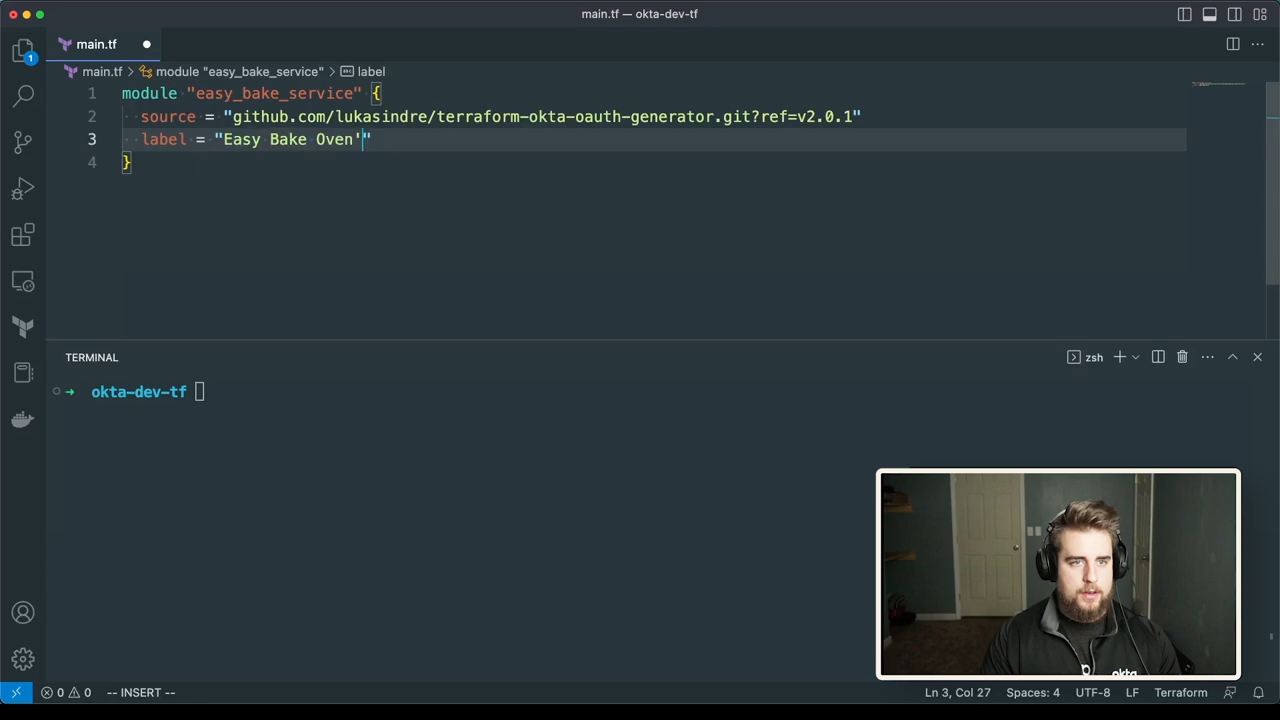 main.tf — okta-dev-tf
1
main.tf
main.tf > module "easy_bake_service" > label
1 module "easy_bake_service" {
2 source = "github.com/lukasindre/terraform-okta-oauth-generator.git?ref=v2.0.1"
3 label = "Easy Bake Oven'"
4 }
TERMINAL
zsh
okta-dev-tf
okta
0 0 -- INSERT -- Ln 3, Col 27 Spaces: 4 UTF-8 LF Terraform